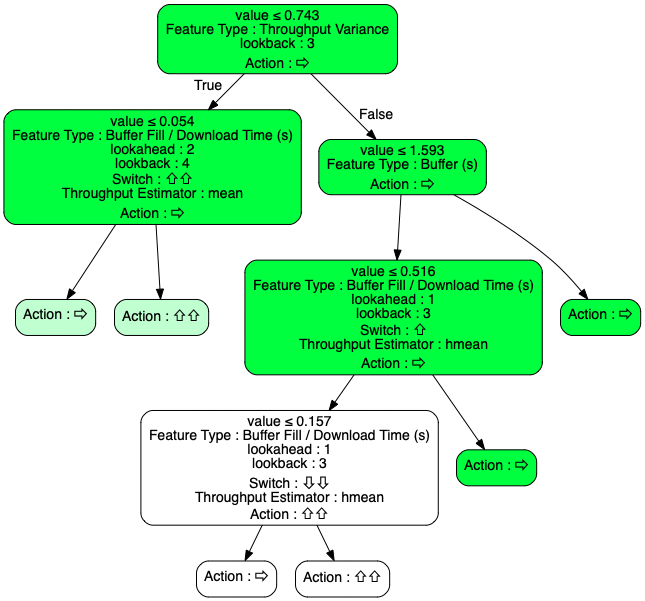 value ≤ 0.743
Feature Type : Throughput Variance
lookback : 3
Action : ⇨
True
False
value ≤ 0.054
Feature Type : Buffer Fill / Download Time (s)
lookahead : 2
lookback : 4
Switch : ⇧⇧
Throughput Estimator : mean
Action : ⇨
value ≤ 1.593
Feature Type : Buffer (s)
Action : ⇨
Action : ⇨
Action : ⇧⇧
value ≤ 0.516
Feature Type : Buffer Fill / Download Time (s)
lookahead : 1
lookback : 3
Switch : ⇧
Throughput Estimator : hmean
Action : ⇨
Action : ⇨
value ≤ 0.157
Feature Type : Buffer Fill / Download Time (s)
lookahead : 1
lookback : 3
Switch : ⇩⇩
Throughput Estimator : hmean
Action : ⇧⇧
Action : ⇨
Action : ⇨
Action : ⇧⇧